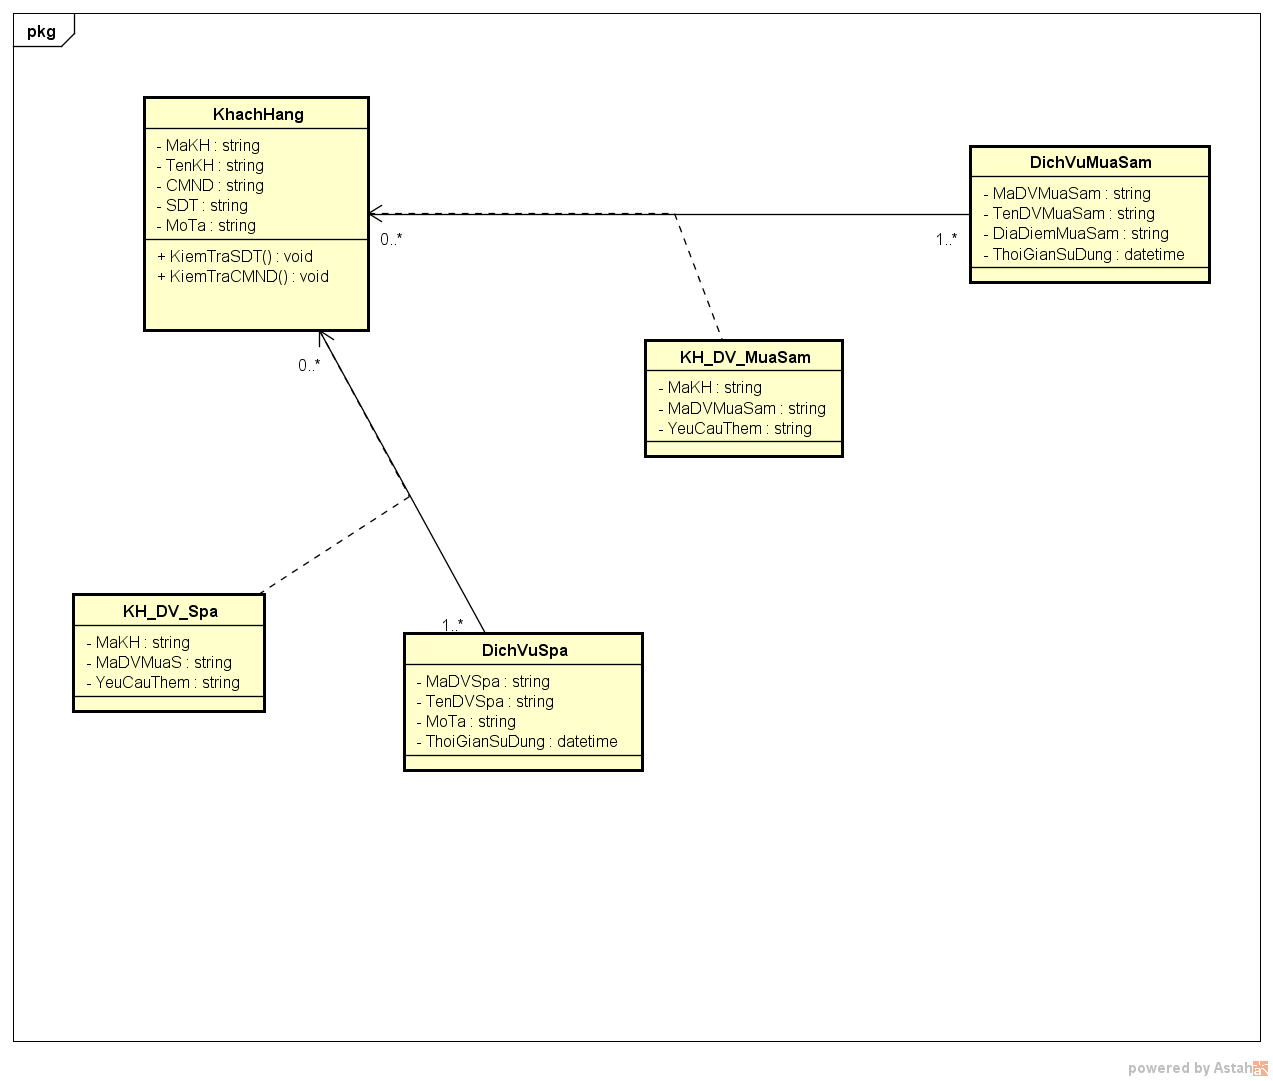 pkg
KhachHang
- MaKH : string
- TenKH : string
- CMND : string
- SDT : string
- MoTa : string
+ KiemTraSDT() : void
+ KiemTraCMND() : void
DichVuMuaSam
- MaDVMuaSam : string
- TenDVMuaSam : string
- DiaDiemMuaSam : string
- ThoiGianSuDung : datetime
0..*
1..*
KH_DV_MuaSam
- MaKH : string
- MaDVMuaSam : string
- YeuCauThem : string
0..*
KH_DV_Spa
- MaKH : string
- MaDVMuaS : string
- YeuCauThem : string
1..*
DichVuSpa
- MaDVSpa : string
- TenDVSpa : string
- MoTa : string
- ThoiGianSuDung : datetime
powered by Astah